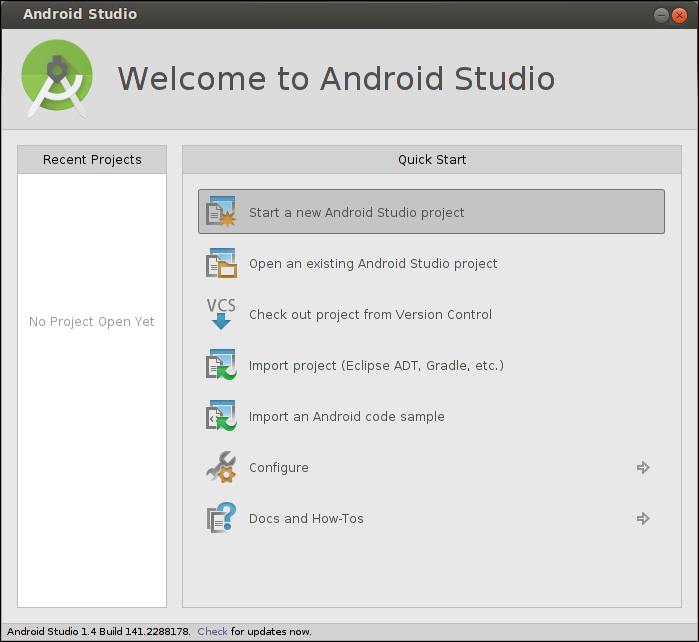 Android Studio
Welcome to Android Studio
Recent Projects
No Project Open Yet
Quick Start
Start a new Android Studio project
Open an existing Android Studio project
VCS
Check out project from Version Control
Import project (Eclipse ADT, Gradle, etc.)
Import an Android code sample
Configure
Docs and How-Tos
Android Studio 1.4 Build 141.2288178. Check for updates now.